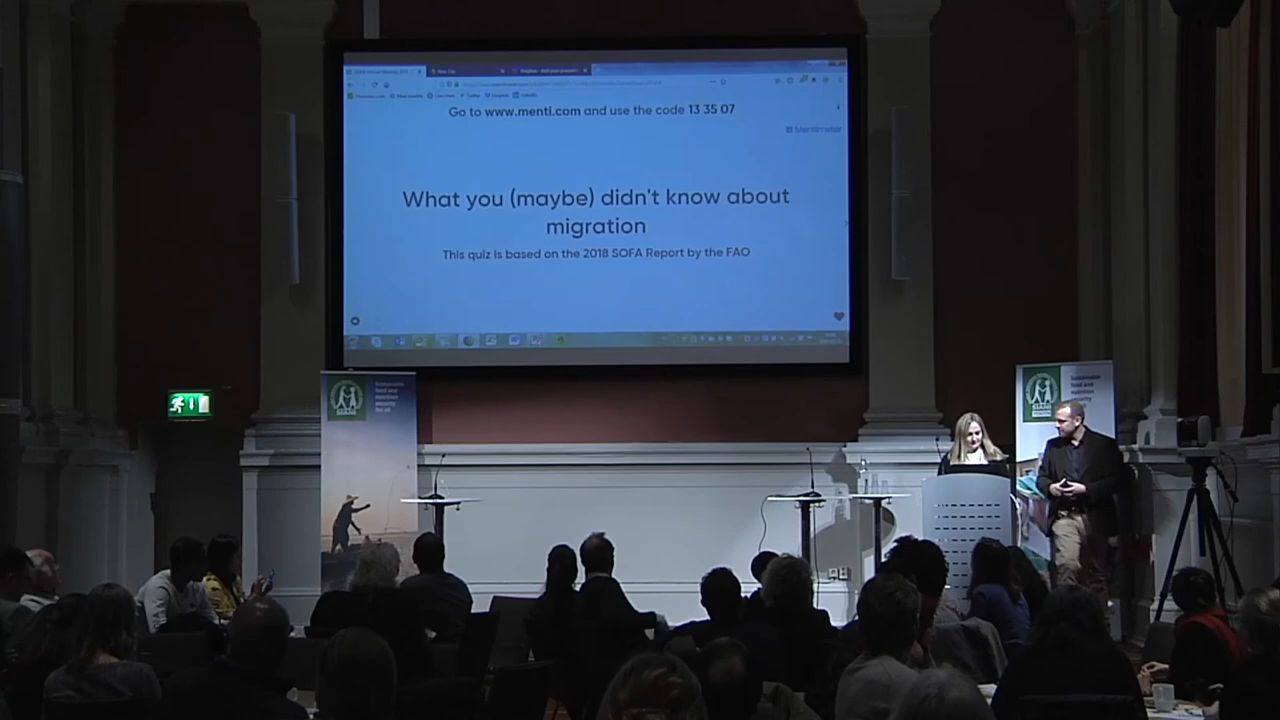 Go to www.menti.com and use the code 13 35 07
Mentimeter
What you (maybe) didn't know about
migration
This quiz is based on the 2018 SOFA Report by the FAO
SIANI
Sustainable
food and
nutrition
security
for all
SIANI
Sustainable
food and
nutrition
security